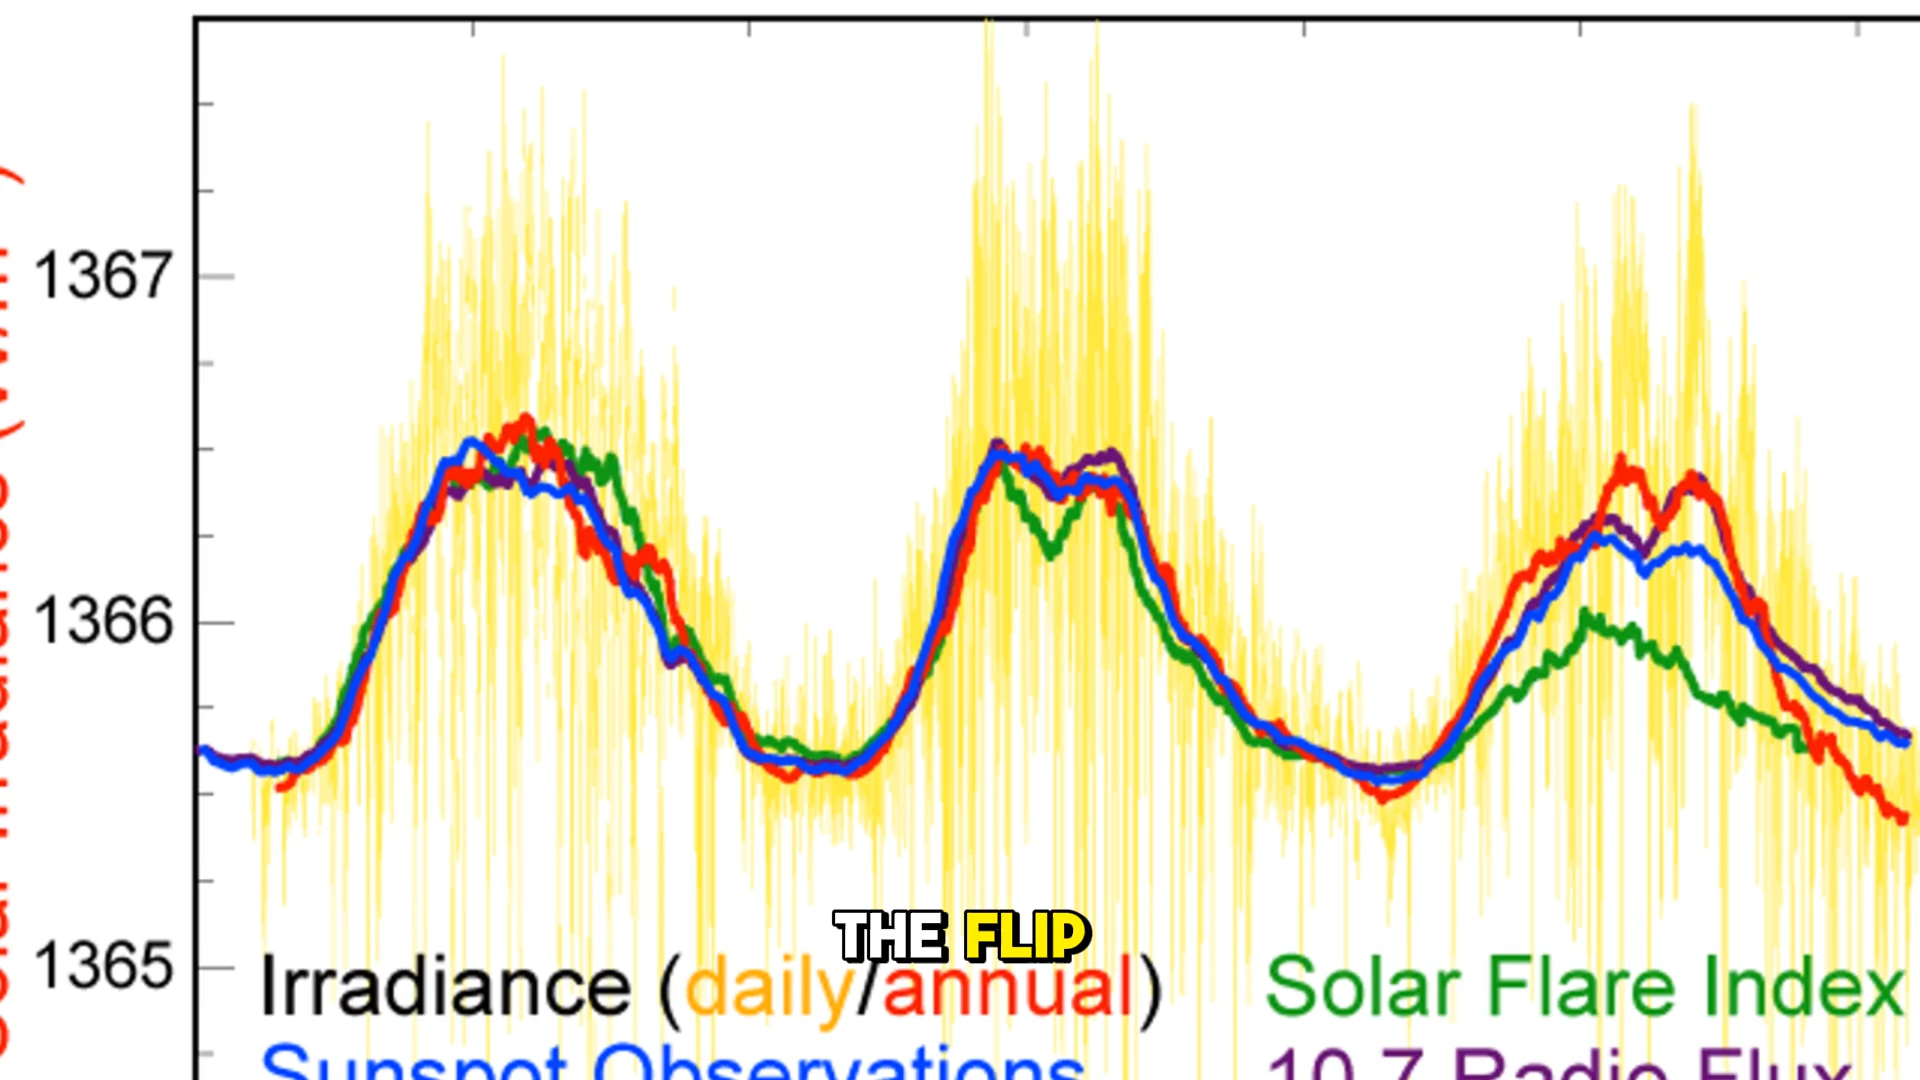 1367
1366
1365
THE FLIP
Irradiance (daily/annual)
Solar Flare Index
Sunspot Observations
10.7 Radio Flux